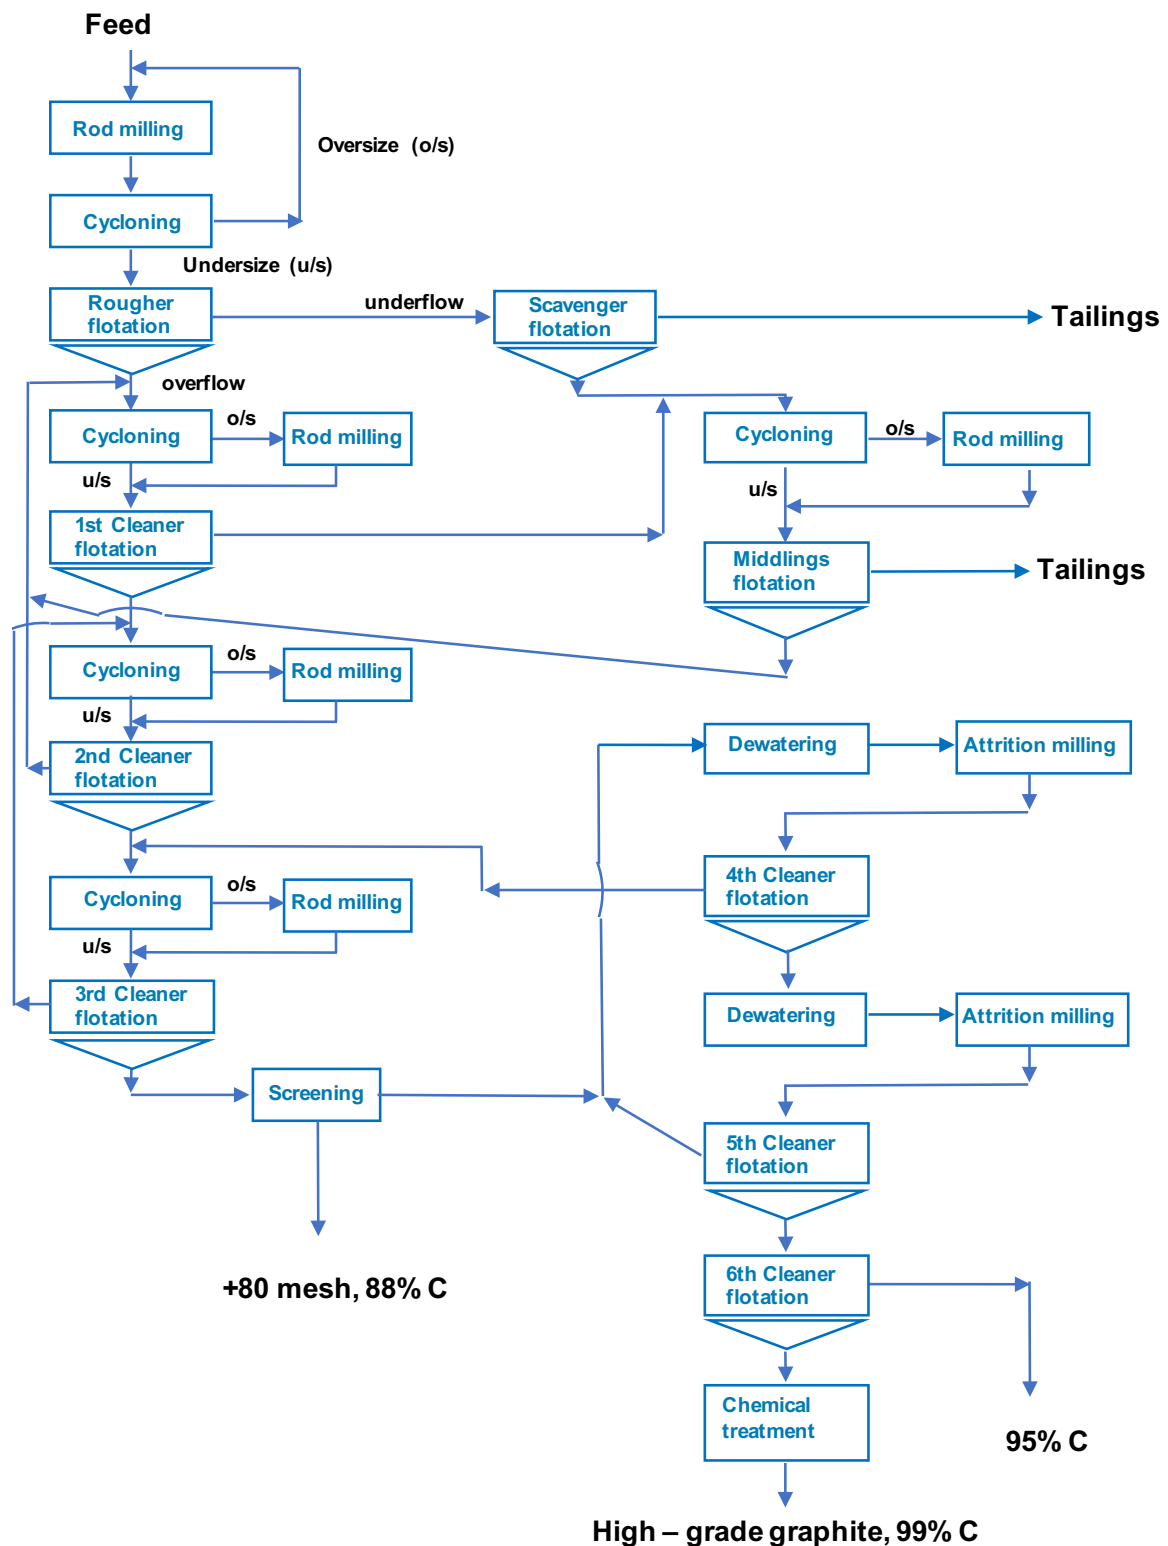 Feed
Rod milling
Oversize (o/s)
Cycloning
Undersize (u/s)
Rougher
flotation
underflow
Scavenger
flotation
Tailings
overflow
Cycloning
o/s
Rod milling
u/s
Cycloning
o/s
Rod milling
u/s
1st Cleaner
flotation
Middlings
flotation
Tailings
Cycloning
o/s
Rod milling
u/s
2nd Cleaner
flotation
Dewatering
Attrition milling
Cycloning
o/s
Rod milling
u/s
4th Cleaner
flotation
3rd Cleaner
flotation
Dewatering
Attrition milling
Screening
5th Cleaner
flotation
+80 mesh, 88% C
6th Cleaner
flotation
Chemical
treatment
95% C
High – grade graphite, 99% C